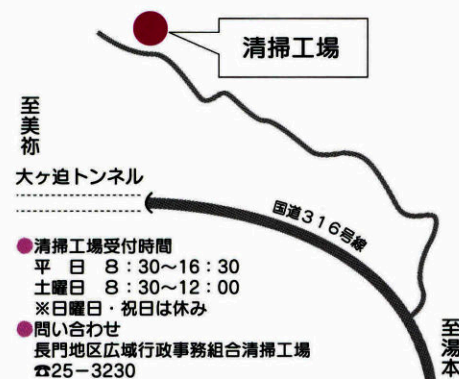 清掃工場
至美祢
大ヶ迫トンネル
国道316号線
●清掃工場受付時間
平 日 8:30~16:30
土曜日 8:30~12:00
※日曜日・祝日は休み
●問い合わせ
長門地区広域行政事務組合清掃工場
☎25-3230
至湯本